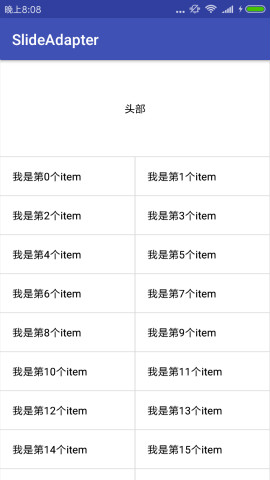 晚上8:08
SlideAdapter
头部
我是第0个item 我是第1个item
我是第2个item 我是第3个item
我是第4个item 我是第5个item
我是第6个item 我是第7个item
我是第8个item 我是第9个item
我是第10个item 我是第11个item
我是第12个item 我是第13个item
我是第14个item 我是第15个item